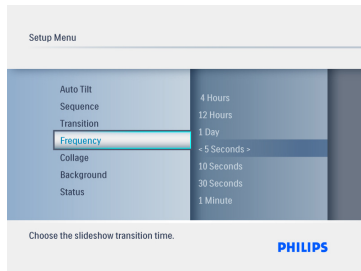 Setup Menu
Auto Tilt
Sequence
Transition
Frequency
Collage
Background
Status
4 Hours
12 Hours
1 Day
< 5 Seconds >
10 Seconds
30 Seconds
1 Minute
Choose the slideshow transition time.
PHILIPS